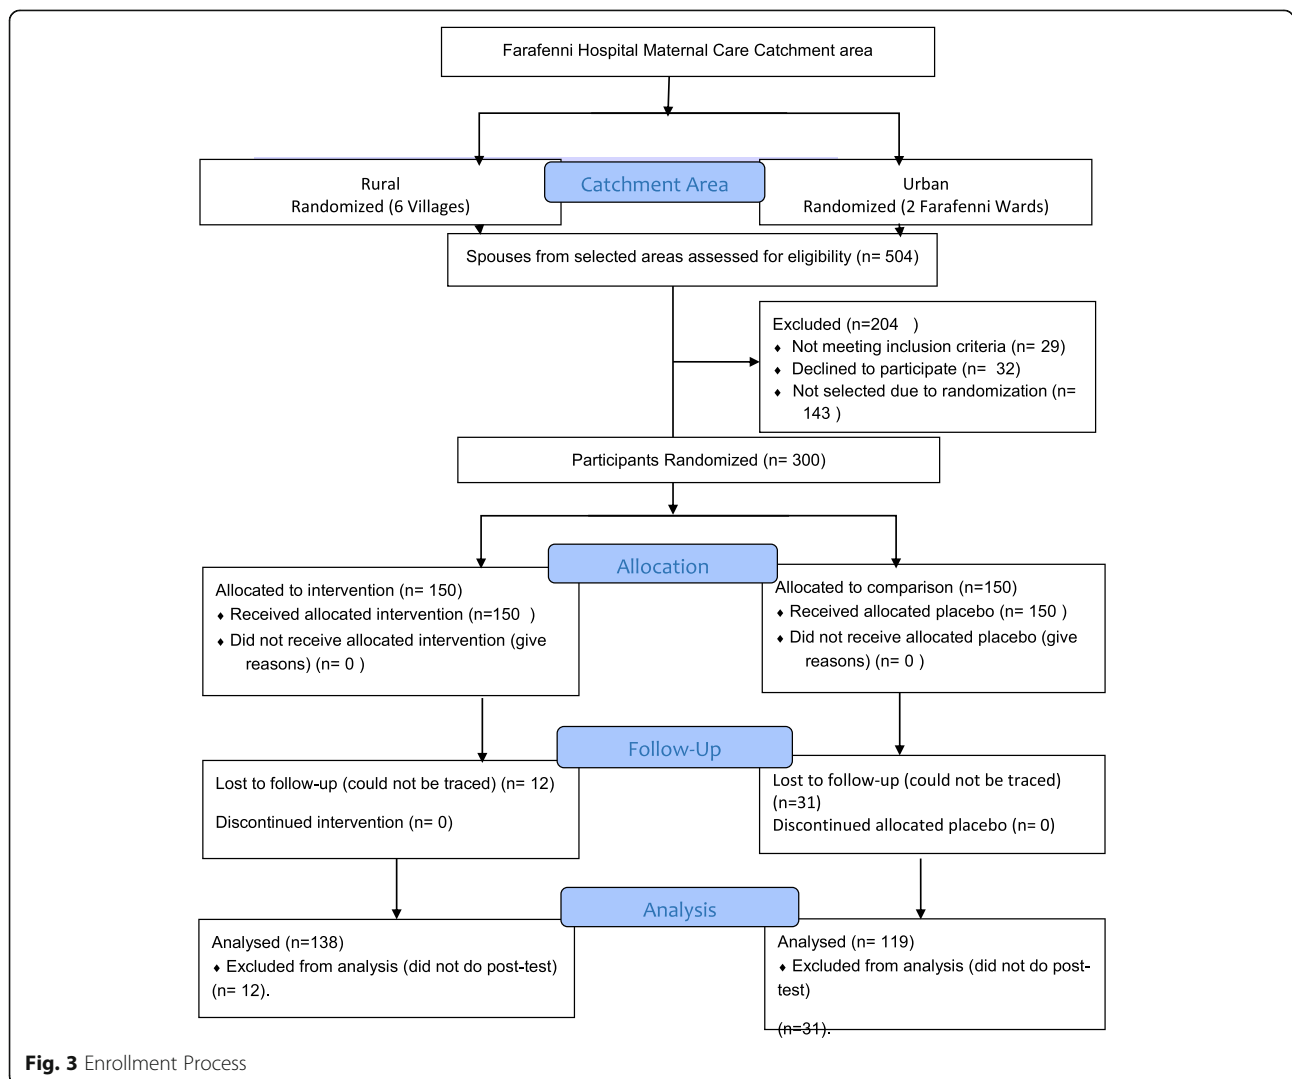 Farafenni Hospital Maternal Care Catchment area
Rural
Randomized (6 Villages)
Catchment Area
Urban
Randomized (2 Farafenni Wards)
Spouses from selected areas assessed for eligibility (n= 504)
Excluded (n=204 )
♦ Not meeting inclusion criteria (n= 29)
♦ Declined to participate (n= 32)
♦ Not selected due to randomization (n=
143 )
Participants Randomized (n= 300)
Allocation
Allocated to intervention (n= 150)
♦ Received allocated intervention (n=150 )
♦ Did not receive allocated intervention (give
reasons) (n= 0 )
Allocated to comparison (n=150)
♦ Received allocated placebo (n= 150 )
♦ Did not receive allocated placebo (give
reasons) (n= 0 )
Follow-Up
Lost to follow-up (could not be traced) (n= 12)
Discontinued intervention (n= 0)
Lost to follow-up (could not be traced)
(n=31)
Discontinued allocated placebo (n= 0)
Analysis
Analysed (n=138)
♦ Excluded from analysis (did not do post-test)
(n= 12).
Analysed (n= 119)
♦ Excluded from analysis (did not do post-
test)
(n=31).
Fig. 3 Enrollment Process